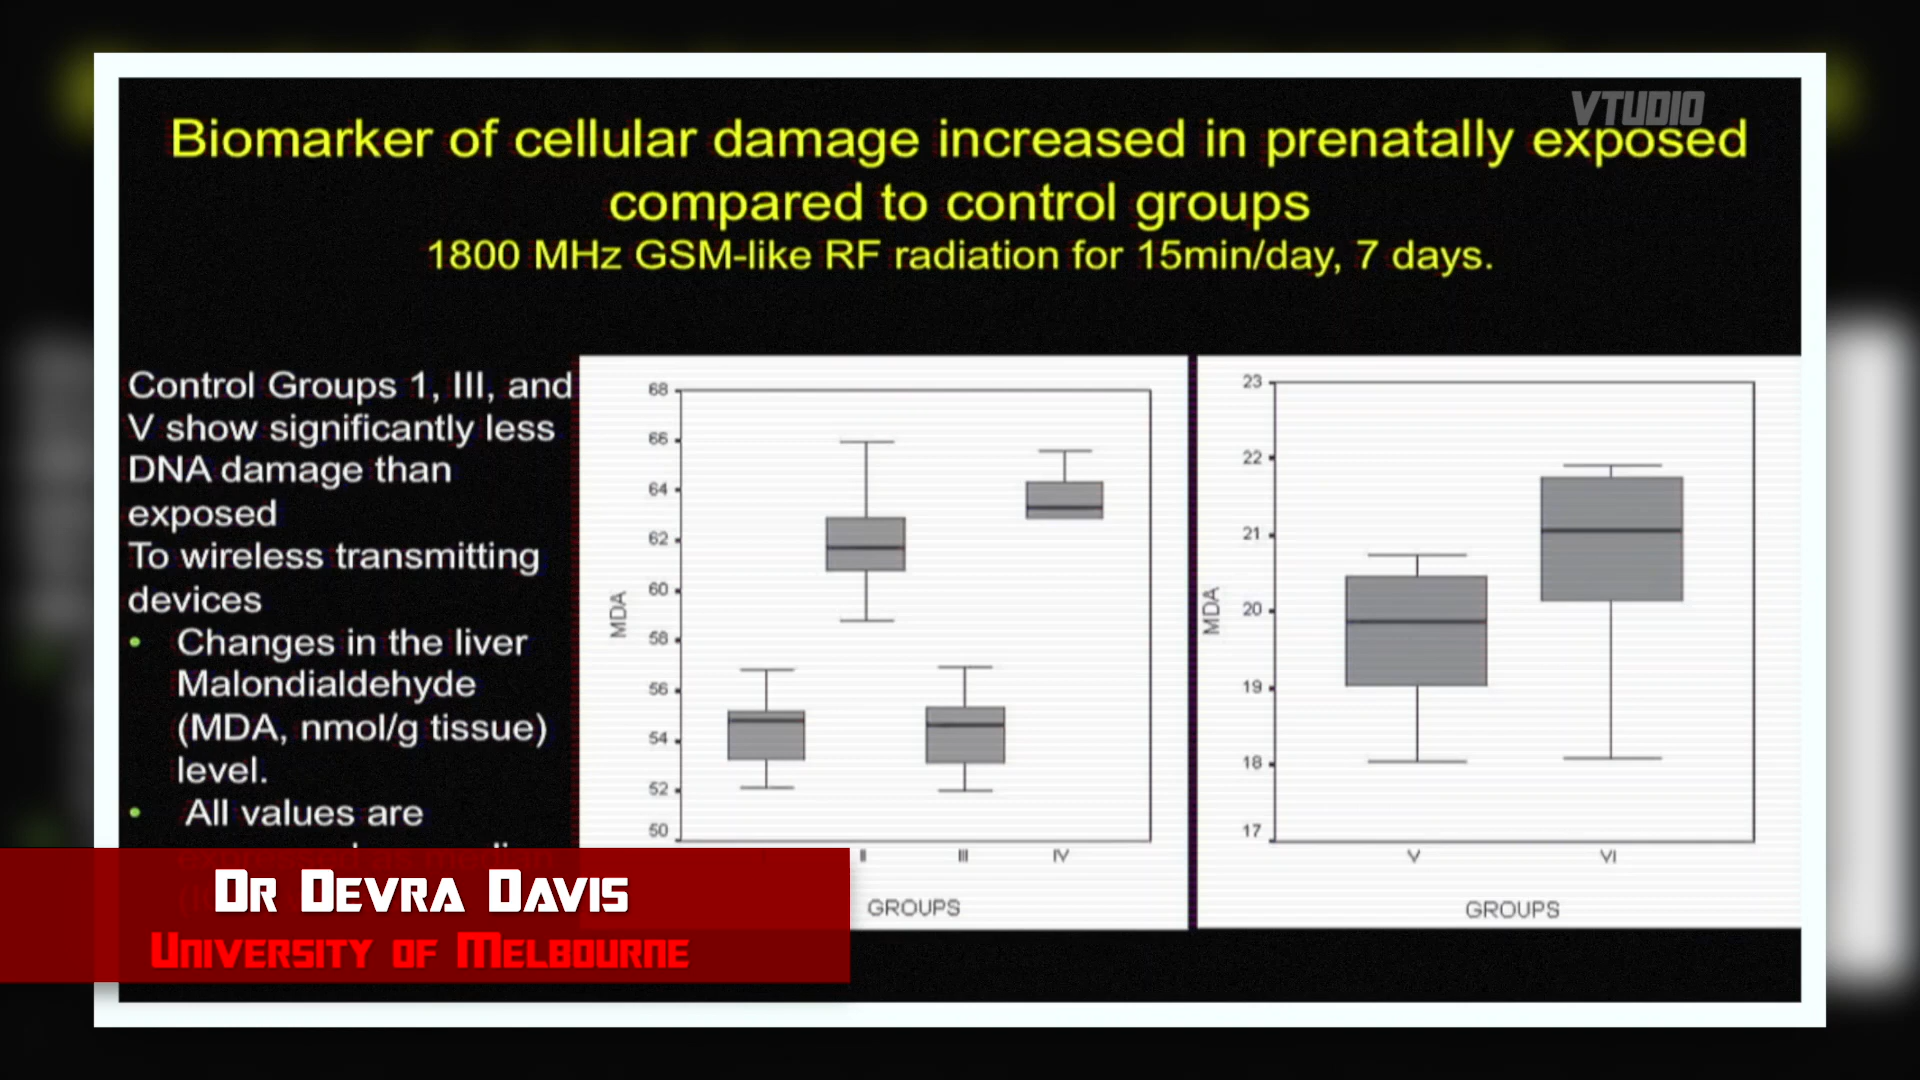 VTUDIO
Biomarker of cellular damage increased in prenatally exposed
compared to control groups
1800 MHz GSM-like RF radiation for 15min/day, 7 days.
Control Groups 1, III, and
V show significantly less
DNA damage than
exposed
To wireless transmitting
devices
• Changes in the liver
Malondialdehyde
(MDA, nmol/g tissue)
level.
• All values are
68
66
64
62
60
58
56
54
52
50
MDA
II III IV
GROUPS
23
22
21
20
19
18
17
MDA
V VI
GROUPS
Dr Devra Davis
University of Melbourne